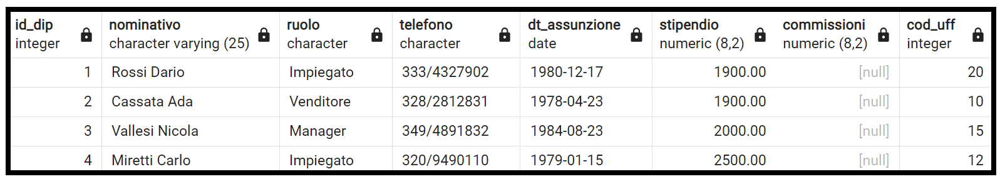 id_dip nominativo ruolo telefono dt_assunzione stipendio commissioni cod_uff
integer character varying (25) character character date numeric (8,2) numeric (8,2) integer
1 Rossi Dario Impiegato 333/4327902 1980-12-17 1900.00 [null] 20
2 Cassata Ada Venditore 328/2812831 1978-04-23 1900.00 [null] 10
3 Vallesi Nicola Manager 349/4891832 1984-08-23 2000.00 [null] 15
4 Miretti Carlo Impiegato 320/9490110 1979-01-15 2500.00 [null] 12